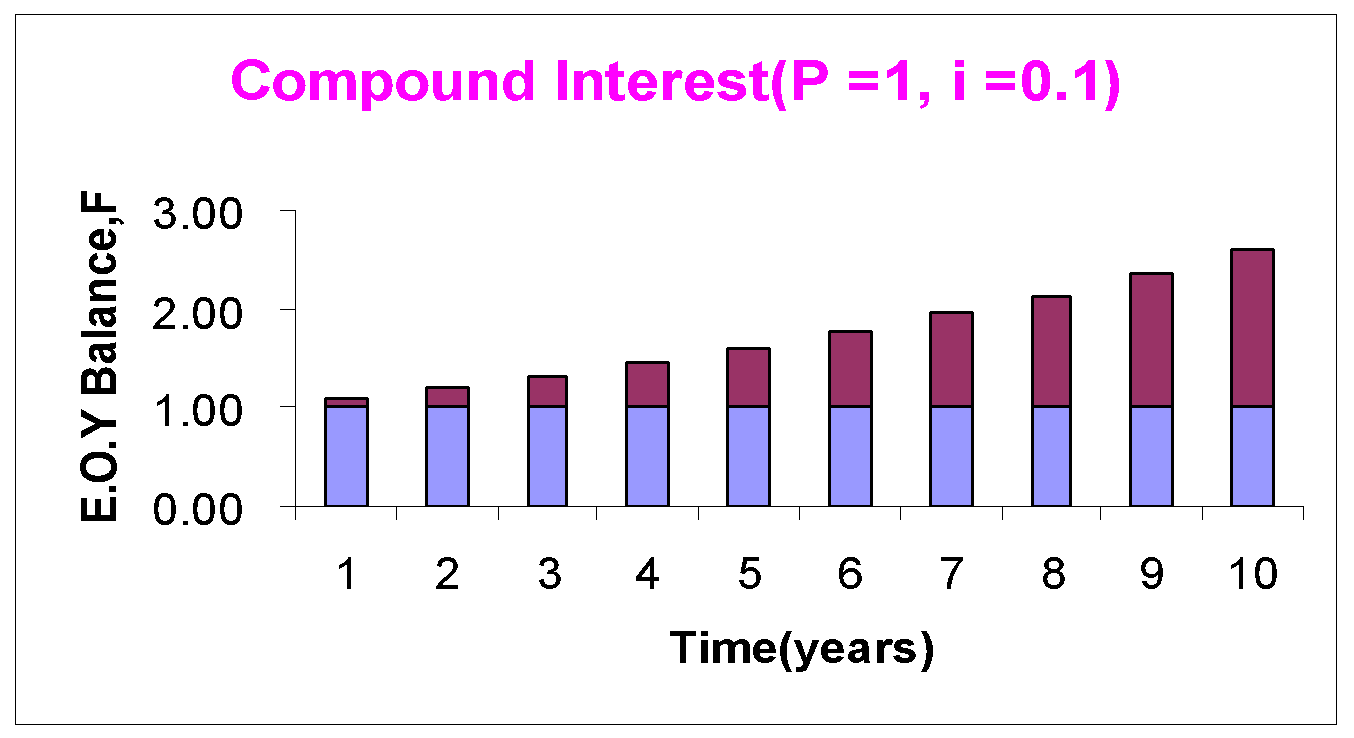 Compound Interest(P =1, i =0.1)
E.O.Y Balance,F
3.00
2.00
1.00
0.00
1 2 3 4 5 6 7 8 9 10
Time(years)